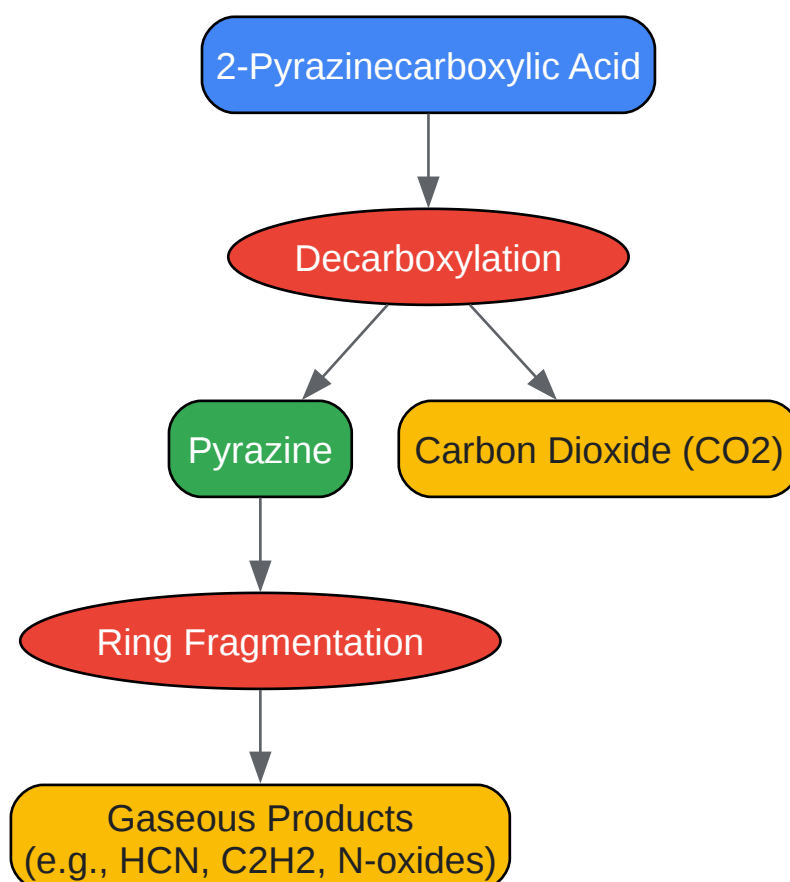 2-Pyrazinecarboxylic Acid
Decarboxylation
Pyrazine
Carbon Dioxide (CO2)
Ring Fragmentation
Gaseous Products
(e.g., HCN, C2H2, N-oxides)